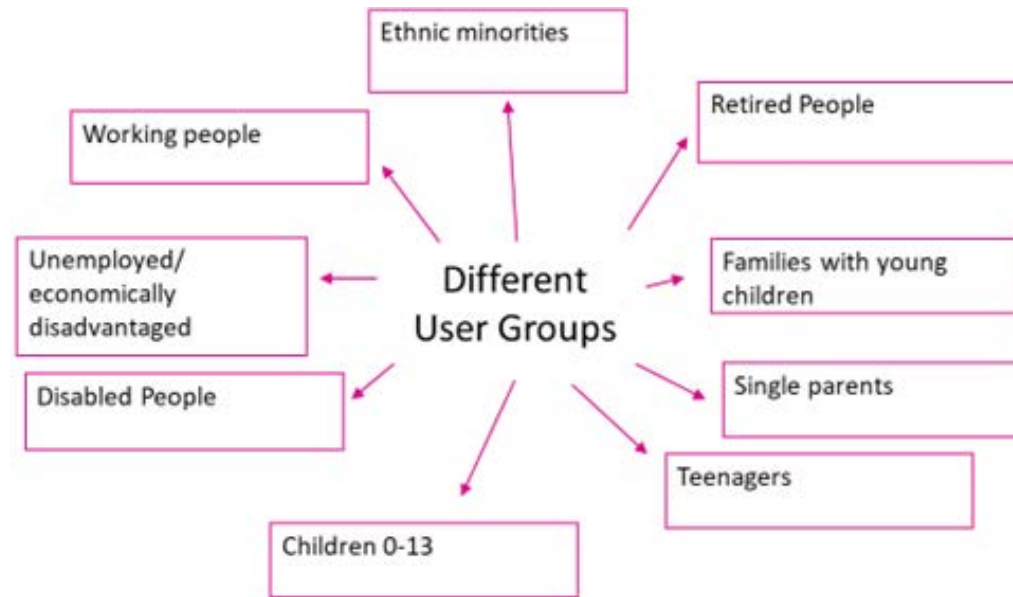 Ethnic minorities
Retired People
Working people
Unemployed/
economically
disadvantaged
Different
User Groups
Families with young
children
Disabled People
Single parents
Teenagers
Children 0-13